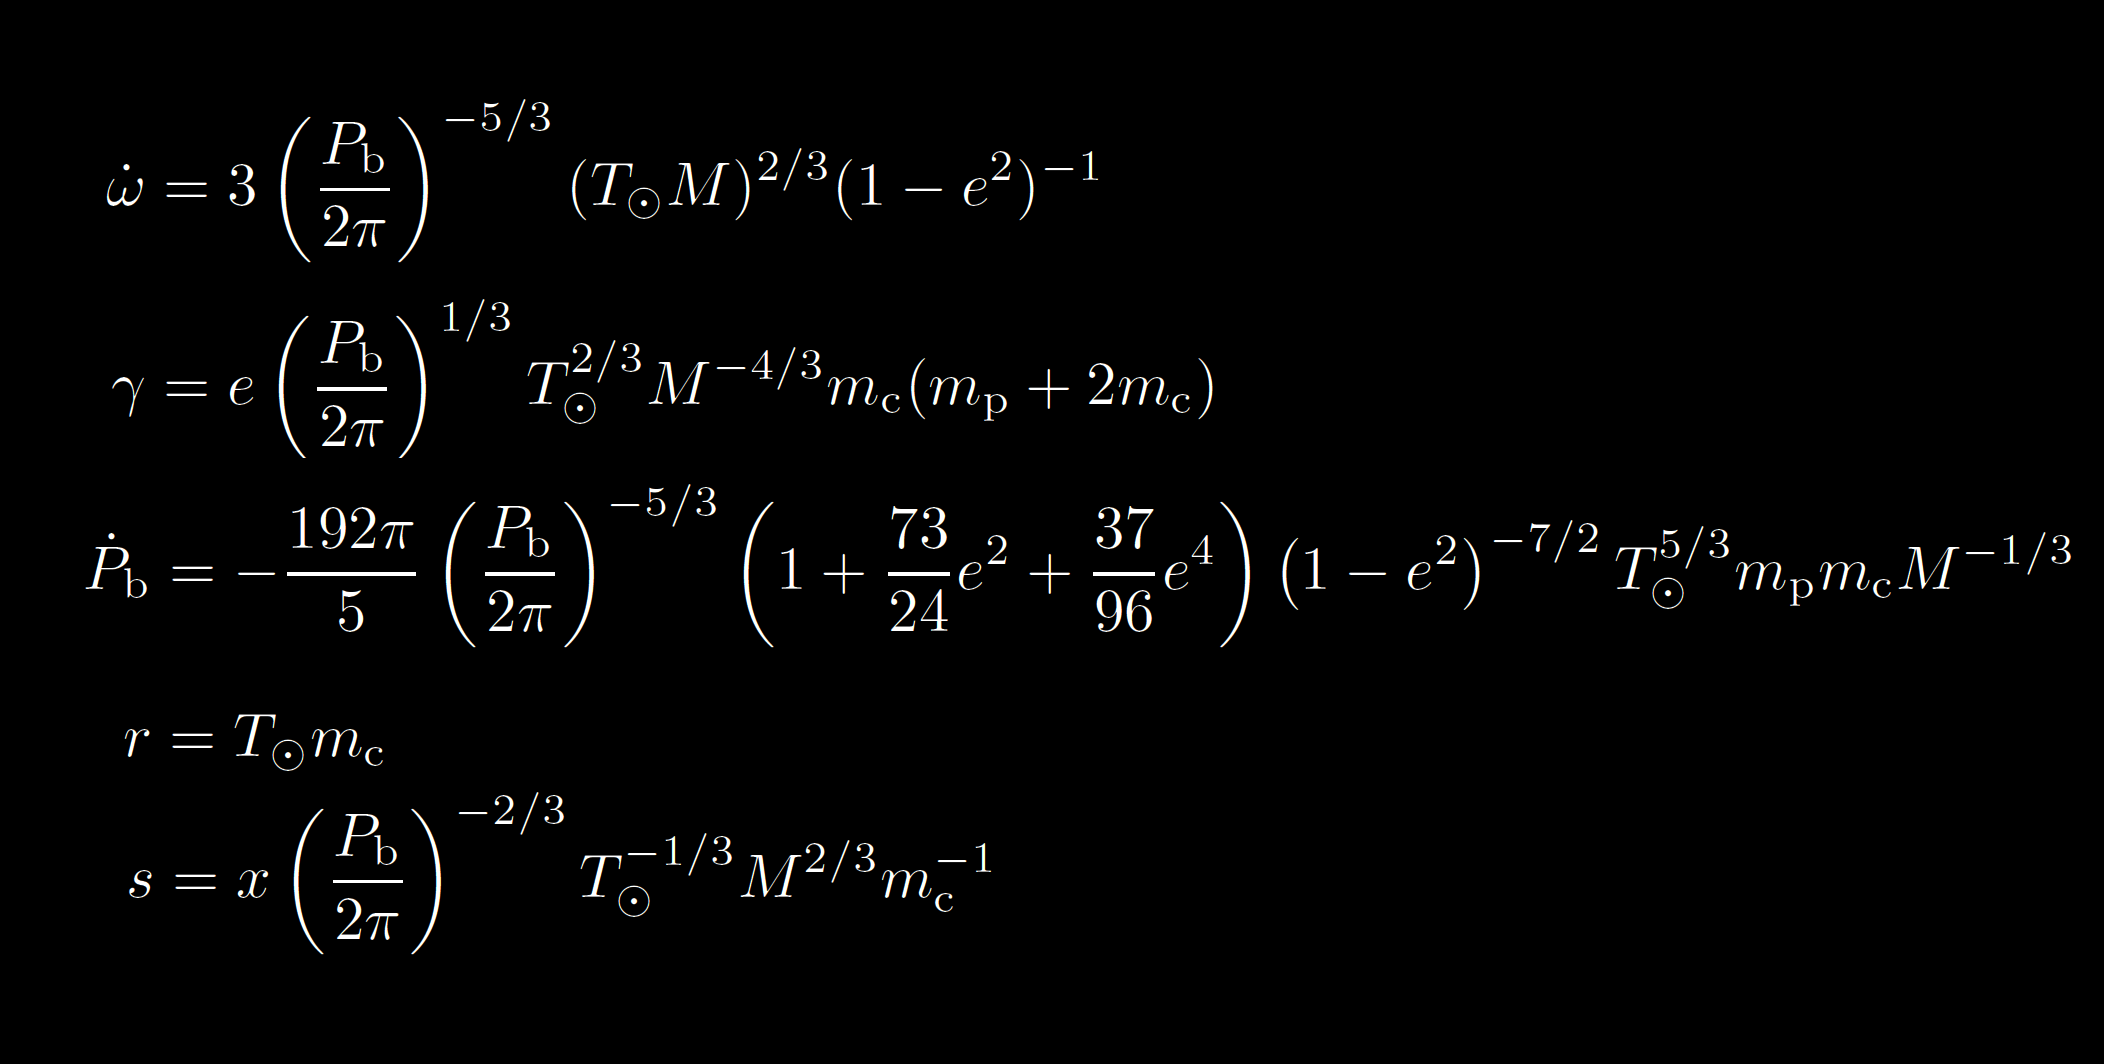 ω̇ = 3 (P_b/2π)^{−5/3} (T_⊙M)^{2/3}(1 − e^2)^{−1}
γ = e (P_b/2π)^{1/3} T_⊙^{2/3}M^{−4/3}m_c(m_p + 2m_c)
Ṗ_b = −192π/5 (P_b/2π)^{−5/3} (1 + 73/24 e^2 + 37/96 e^4) (1 − e^2)^{−7/2} T_⊙^{5/3}m_pm_cM^{−1/3}
r = T_⊙m_c
s = x (P_b/2π)^{−2/3} T_⊙^{−1/3}M^{2/3}m_c^{−1}